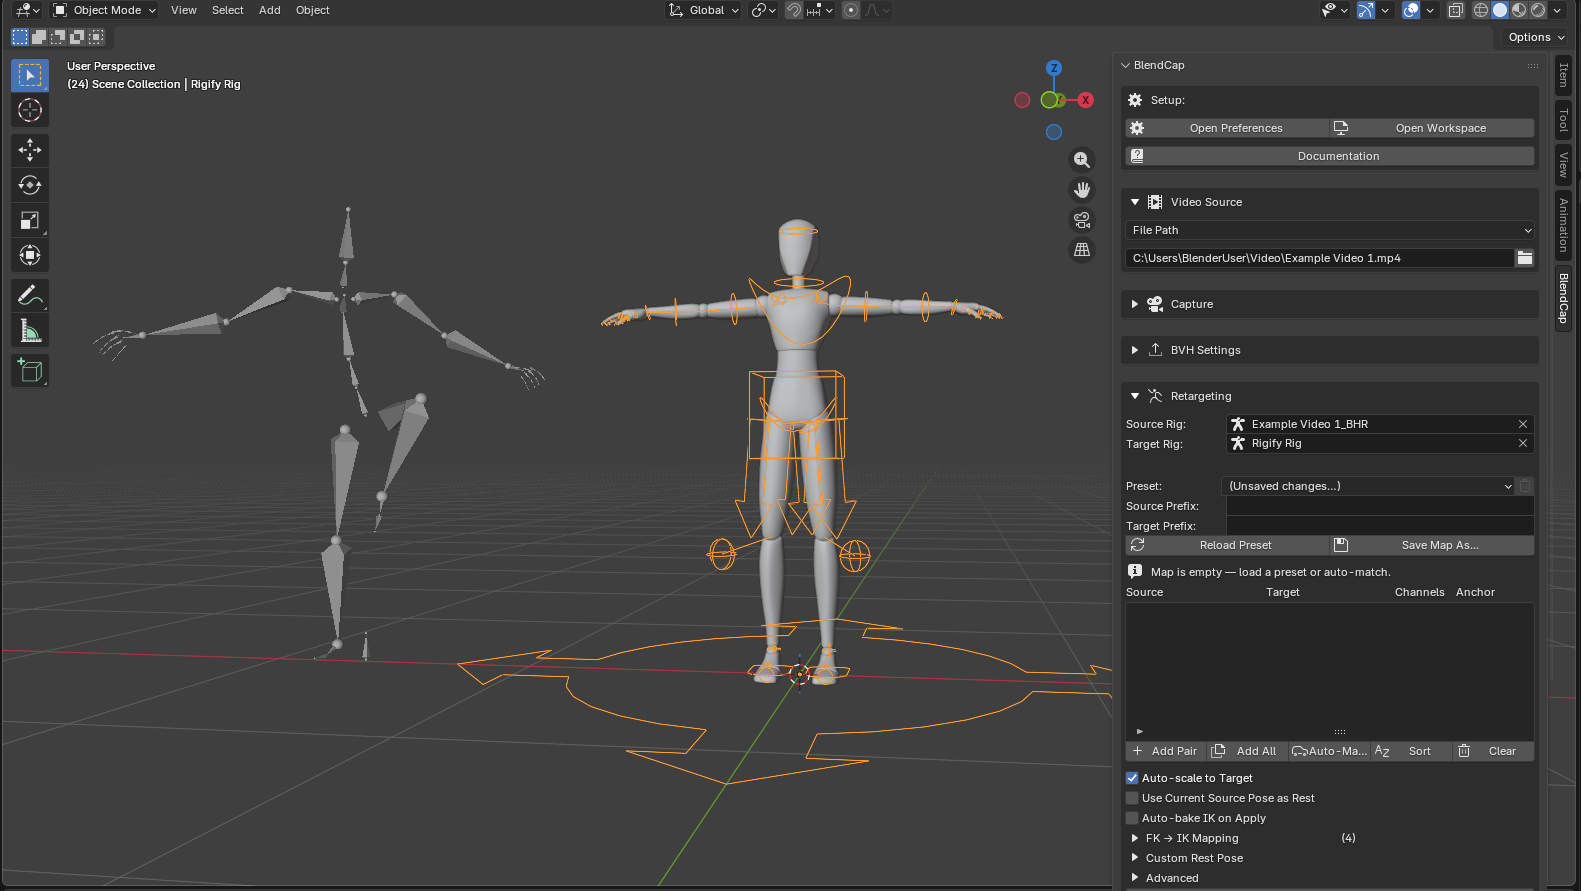 Object Mode
View
Select
Add
Object
Global
Options
User Perspective
(24) Scene Collection | Rigify Rig
Z
X
BlendCap
Setup:
Open Preferences
Open Workspace
Documentation
Video Source
File Path
C:\Users\BlenderUser\Video\Example Video 1.mp4
Capture
BVH Settings
Retargeting
Source Rig:
Example Video 1_BHR
Target Rig:
Rigify Rig
Preset:
(Unsaved changes...)
Source Prefix:
Target Prefix:
Reload Preset
Save Map As...
Map is empty — load a preset or auto-match.
Source
Target
Channels
Anchor
Add Pair
Add All
Auto-Ma...
Sort
Clear
Auto-scale to Target
Use Current Source Pose as Rest
Auto-bake IK on Apply
FK → IK Mapping
(4)
Custom Rest Pose
Advanced
Item
Tool
View
Animation
BlendCap